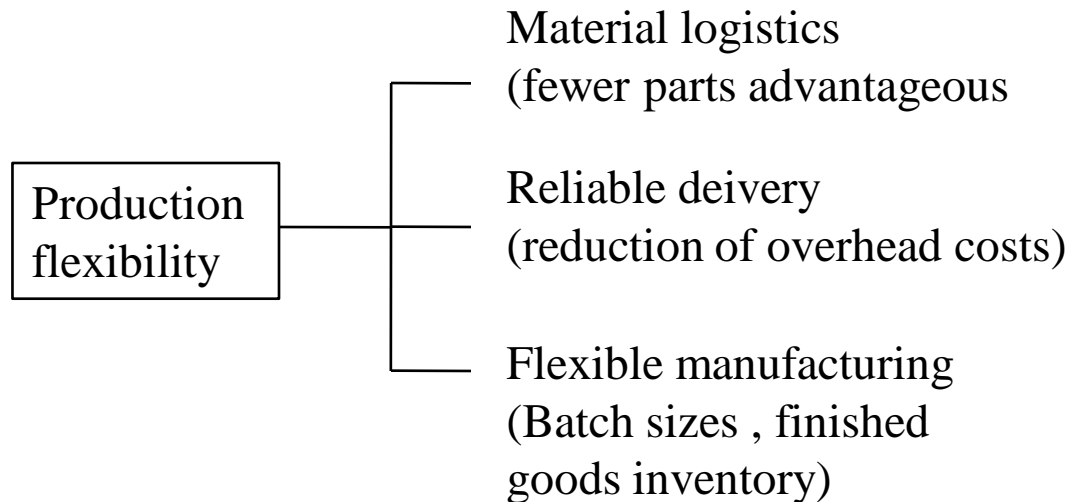 Material logistics
(fewer parts advantageous
Production
flexibility
Reliable deivery
(reduction of overhead costs)
Flexible manufacturing
(Batch sizes , finished
goods inventory)